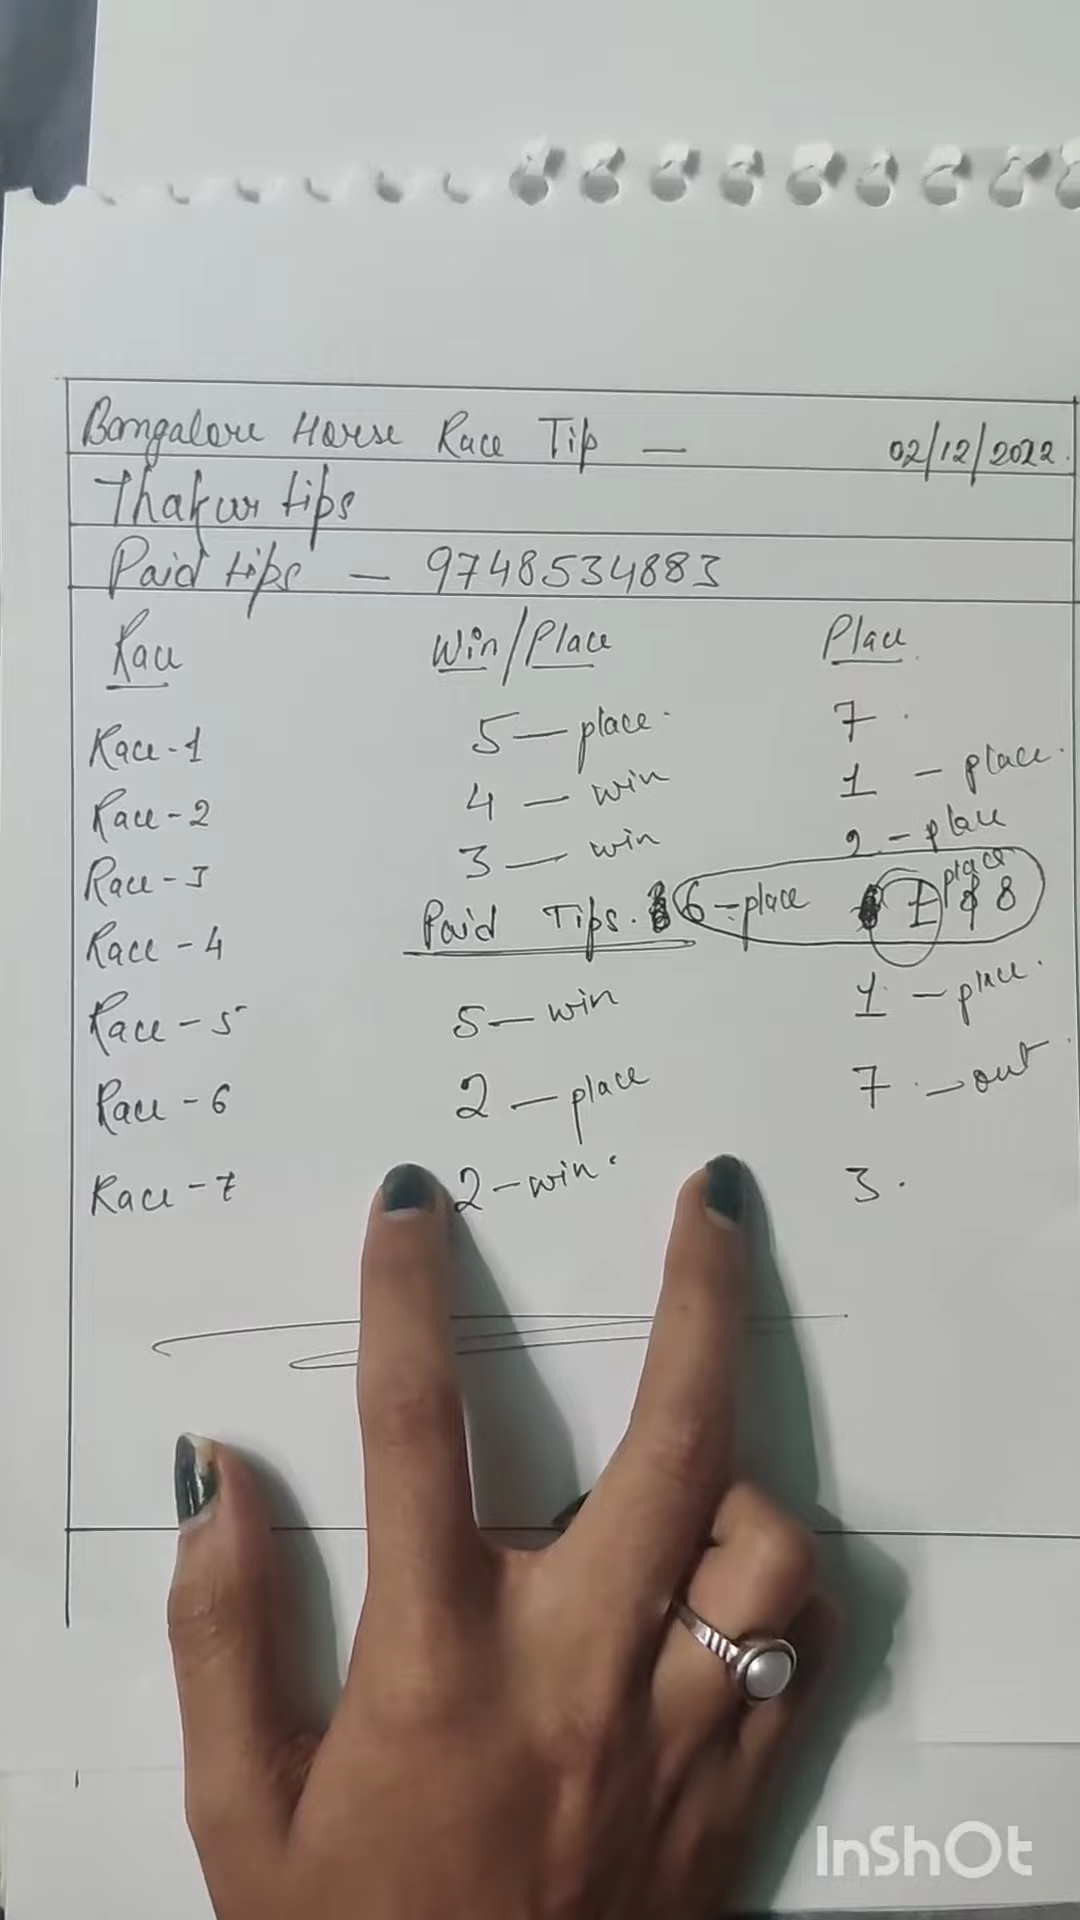 Bangalore Horse Race Tip — 02/12/2022.
Thakur tips
Paid tips — 9748534883
Race Win/Place Place
Race-1 5—place. 7.
Race-2 4—win 1—place.
Race-3 3—win 2—place
Race-4 Paid Tips. 6-place 1 place 8
Race-5 5—win 1—place.
Race-6 2—place 7—out.
Race-7 2-win. 3.
InShOt